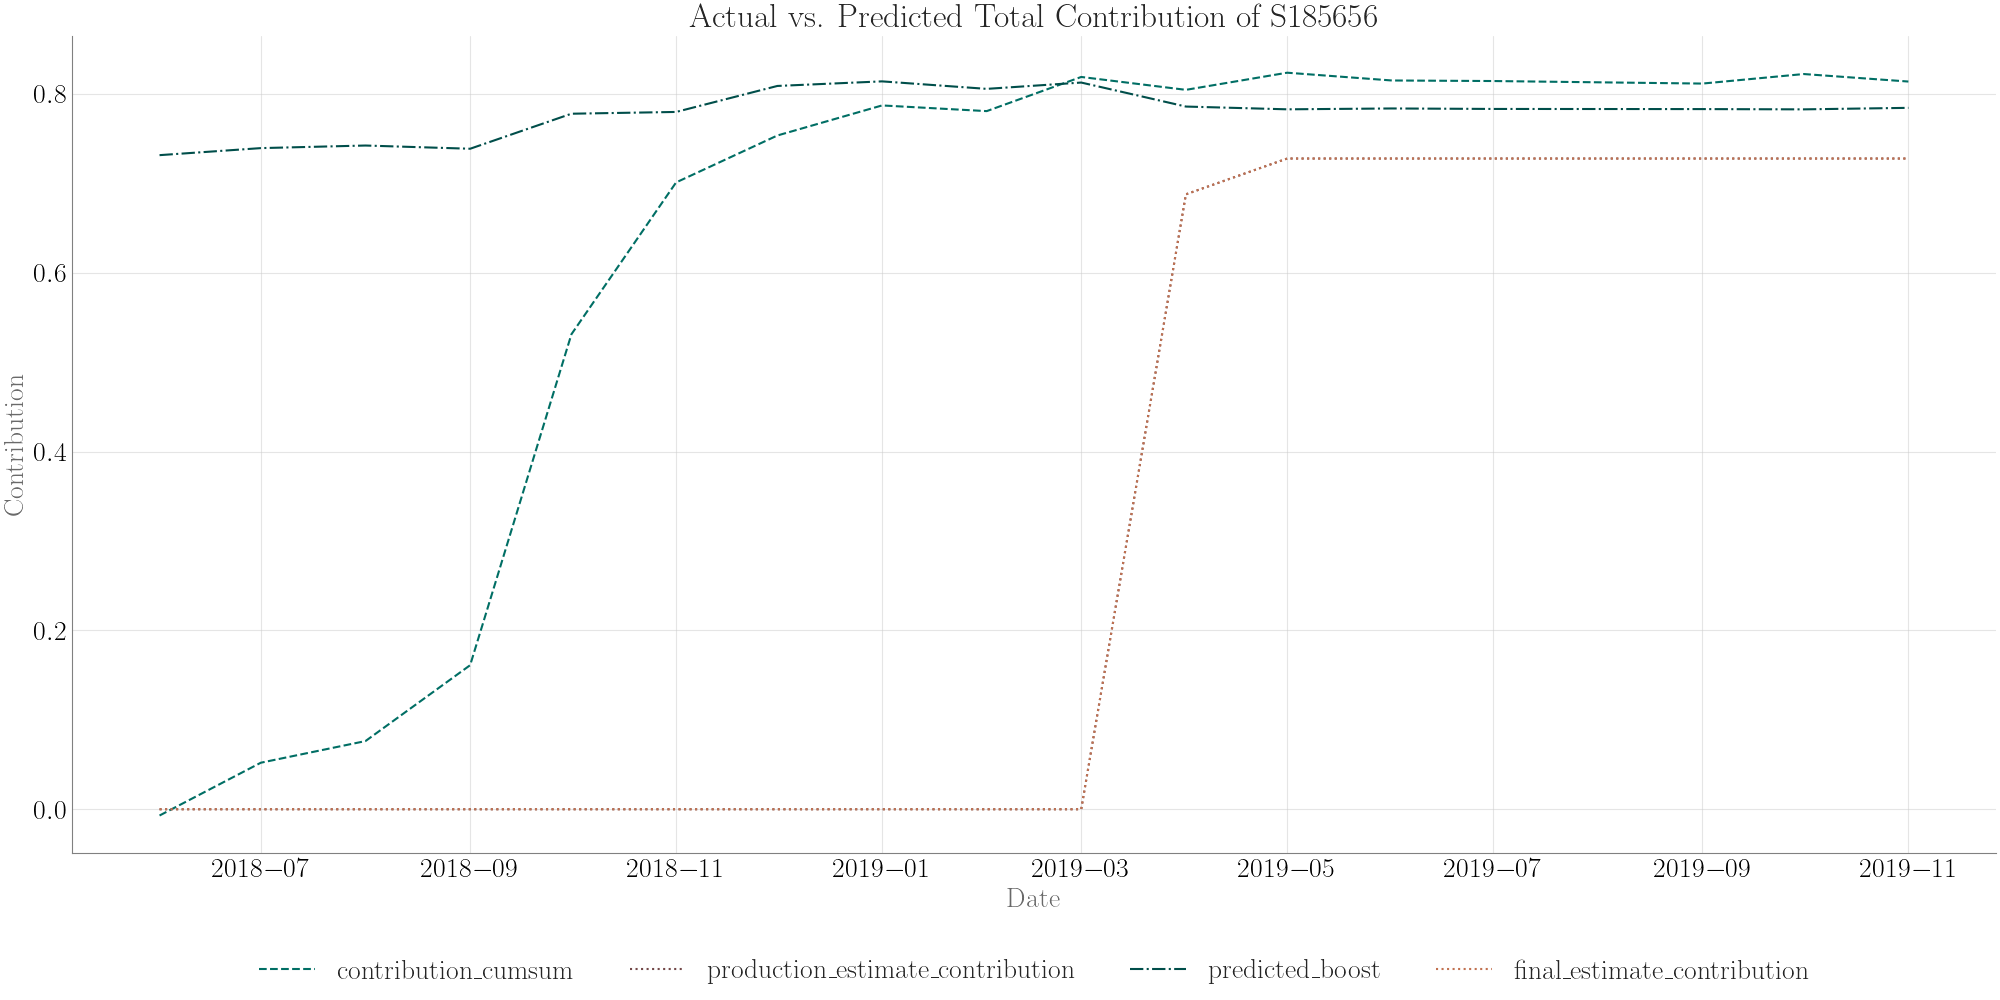 Actual vs. Predicted Total Contribution of S185656
Contribution
0.8
0.6
0.4
0.2
0.0
2018–07 2018–09 2018–11 2019–01 2019–03 2019–05 2019–07 2019–09 2019–11
Date
contribution_cumsum production_estimate_contribution predicted_boost final_estimate_contribution